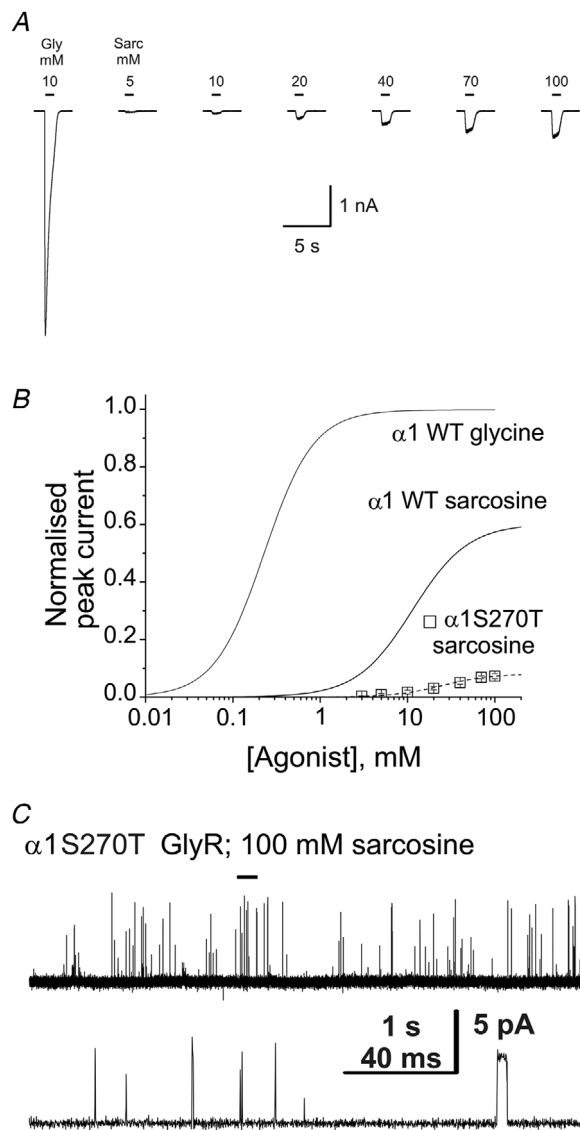 A
Gly Sarc
mM mM
10 5 10 20 40 70 100
1 nA
5 s
B
1.0
α1 WT glycine
0.8
α1 WT sarcosine
0.6
0.4
α1S270T
sarcosine
0.2
0.0
0.01 0.1 1 10 100
Normalised
peak current
[Agonist], mM
C
α1S270T GlyR; 100 mM sarcosine
1 s 5 pA
40 ms